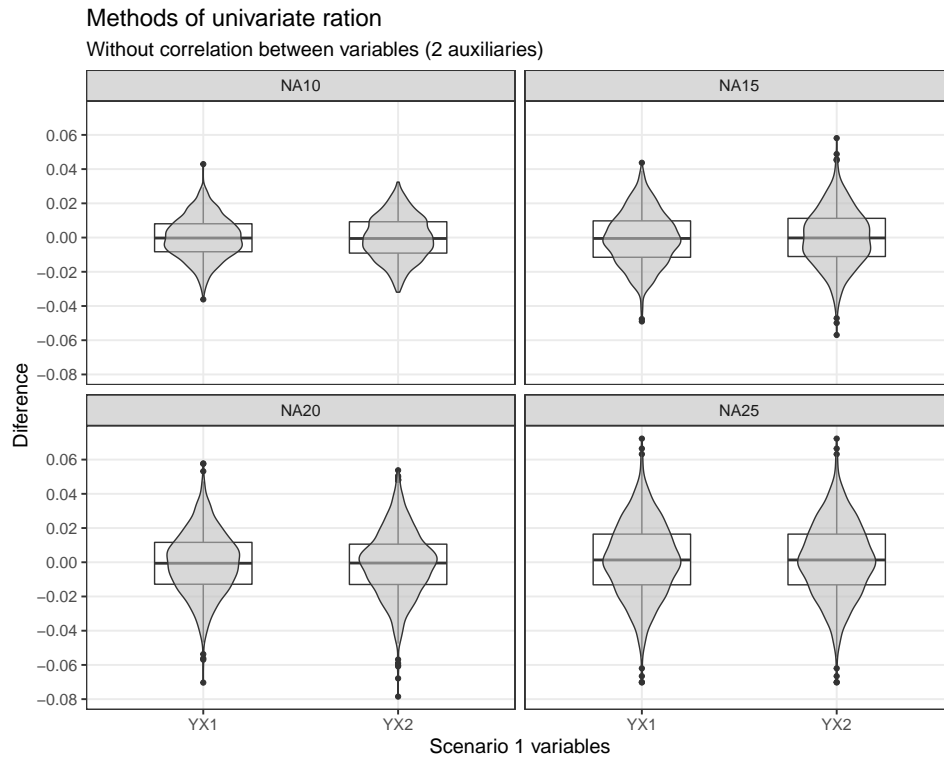 Methods of univariate ration
Without correlation between variables (2 auxiliaries)
NA10
NA15
0.06
0.04
0.02
0.00
−0.02
−0.04
−0.06
−0.08
NA20
NA25
0.06
0.04
0.02
0.00
−0.02
−0.04
−0.06
−0.08
Diference
YX1
YX2
YX1
YX2
Scenario 1 variables